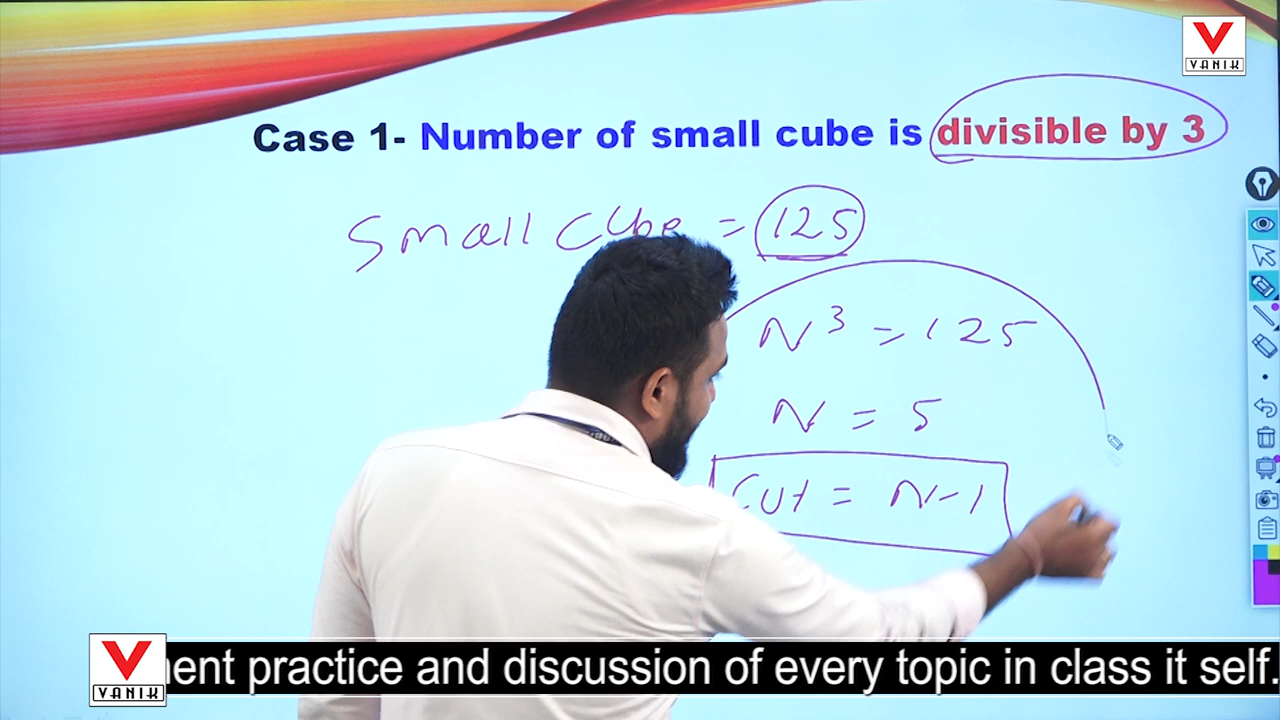 VANIK
Case 1- Number of small cube is divisible by 3
Small cube = 125
N³ = 125
N = 5
Cut = N-1
ment practice and discussion of every topic in class it self.
VANIK